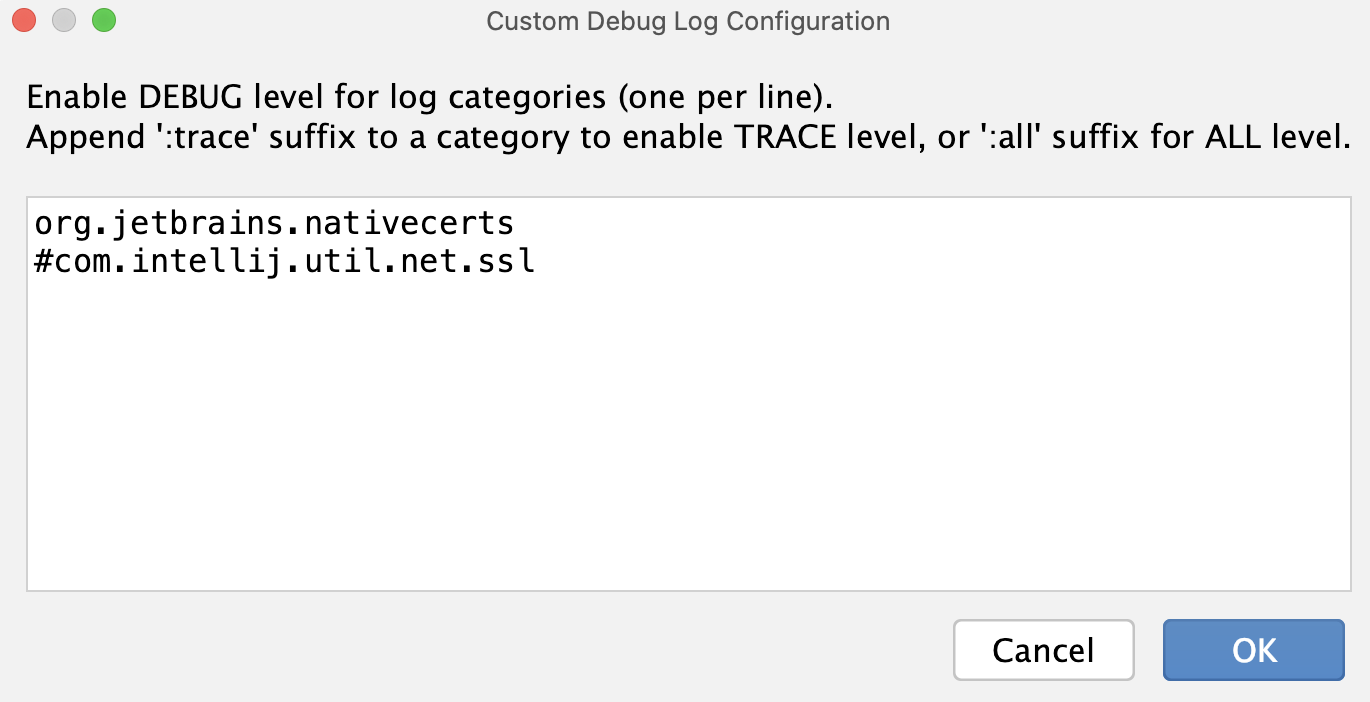 Custom Debug Log Configuration
Enable DEBUG level for log categories (one per line).
Append ':trace' suffix to a category to enable TRACE level, or ':all' suffix for ALL level.
org.jetbrains.nativecerts
#com.intellij.util.net.ssl
Cancel
OK